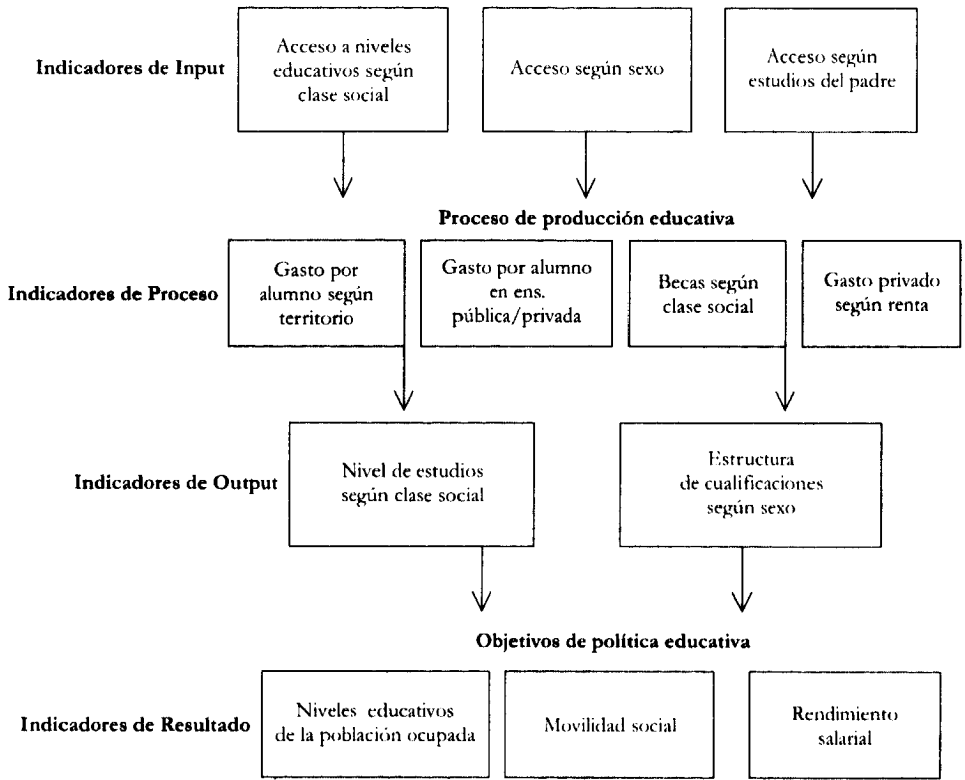 Indicadores de Input
Acceso a niveles
educativos según
clase social
Acceso según sexo
Acceso según
estudios del padre
Proceso de producción educativa
Indicadores de Proceso
Gasto por
alumno según
territorio
Gasto por alumno
en ens.
pública/privada
Becas según
clase social
Gasto privado
según renta
Indicadores de Output
Nivel de estudios
según clase social
Estructura
de cualificaciones
según sexo
Objetivos de política educativa
Indicadores de Resultado
Niveles educativos
de la población ocupada
Movilidad social
Rendimiento
salarial